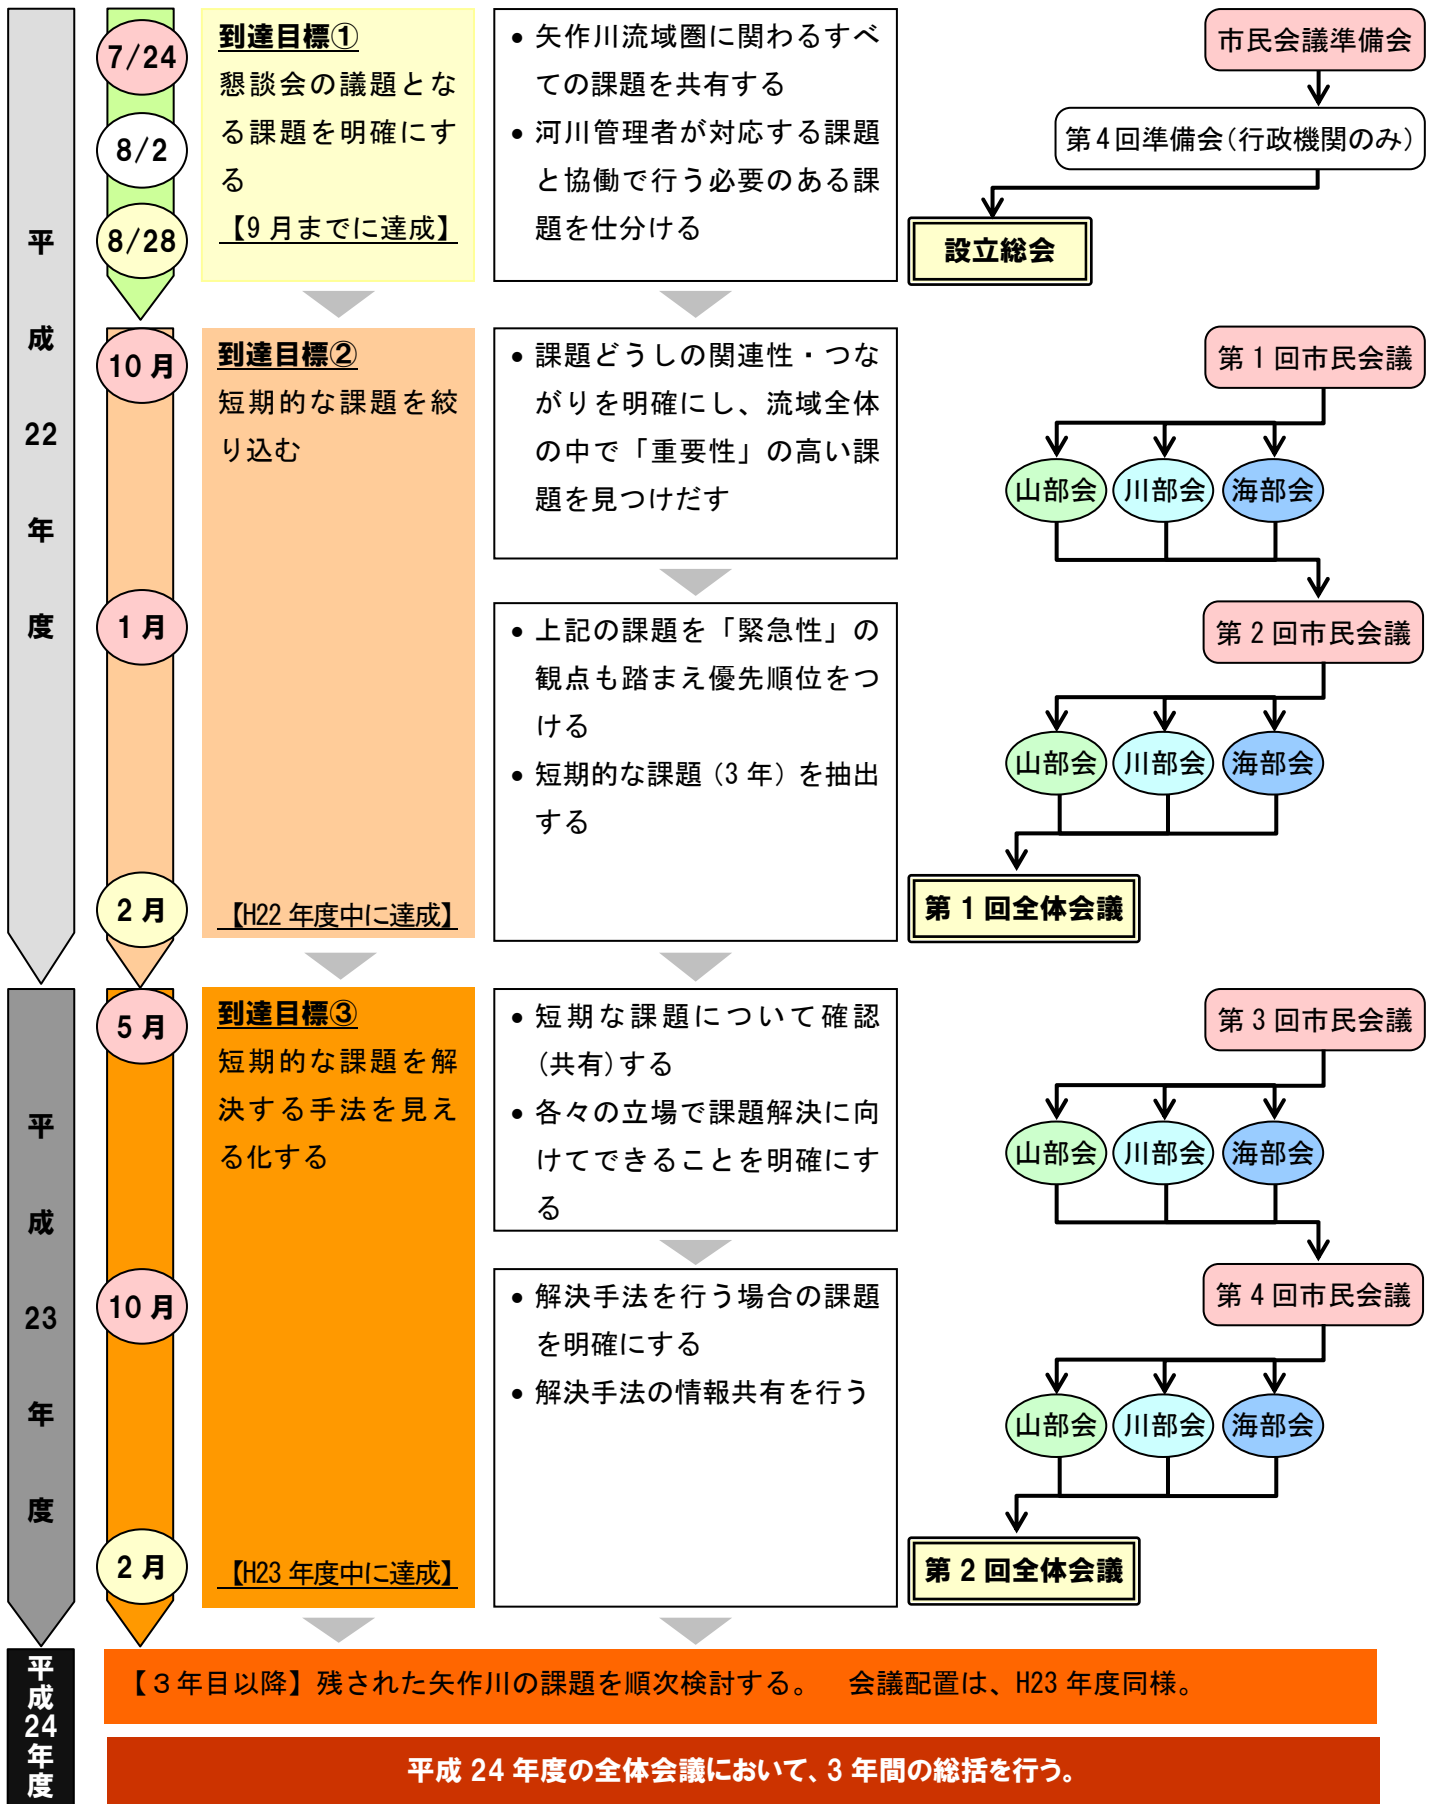 平
成
22
年
度
7/24
8/2
8/28
到達目標①
懇談会の議題とな
る課題を明確にす
る
【9月までに達成】
• 矢作川流域圏に関わるすべ
ての課題を共有する
• 河川管理者が対応する課題
と協働で行う必要のある課
題を仕分ける
市民会議準備会
第4回準備会(行政機関のみ)
設立総会
10月
1月
2月
到達目標②
短期的な課題を絞
り込む
【H22年度中に達成】
• 課題どうしの関連性・つな
がりを明確にし、流域全体
の中で「重要性」の高い課
題を見つけだす
• 上記の課題を「緊急性」の
観点も踏まえ優先順位をつ
ける
• 短期的な課題(3年)を抽出
する
第1回市民会議
山部会 川部会 海部会
第2回市民会議
山部会 川部会 海部会
第1回全体会議
平
成
23
年
度
5月
10月
2月
到達目標③
短期的な課題を解
決する手法を見え
る化する
【H23年度中に達成】
• 短期な課題について確認
(共有)する
• 各々の立場で課題解決に向
けてできることを明確にす
る
• 解決手法を行う場合の課題
を明確にする
• 解決手法の情報共有を行う
第3回市民会議
山部会 川部会 海部会
第4回市民会議
山部会 川部会 海部会
第2回全体会議
平
成
24
年
度
【3年目以降】残された矢作川の課題を順次検討する。 会議配置は、H23年度同様。
平成24年度の全体会議において、3年間の総括を行う。